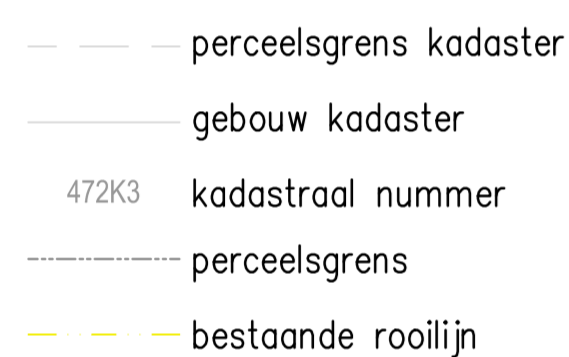 perceelsgrens kadaster
gebouw kadaster
472K3 kadastraal nummer
perceelsgrens
bestaande rooilijn